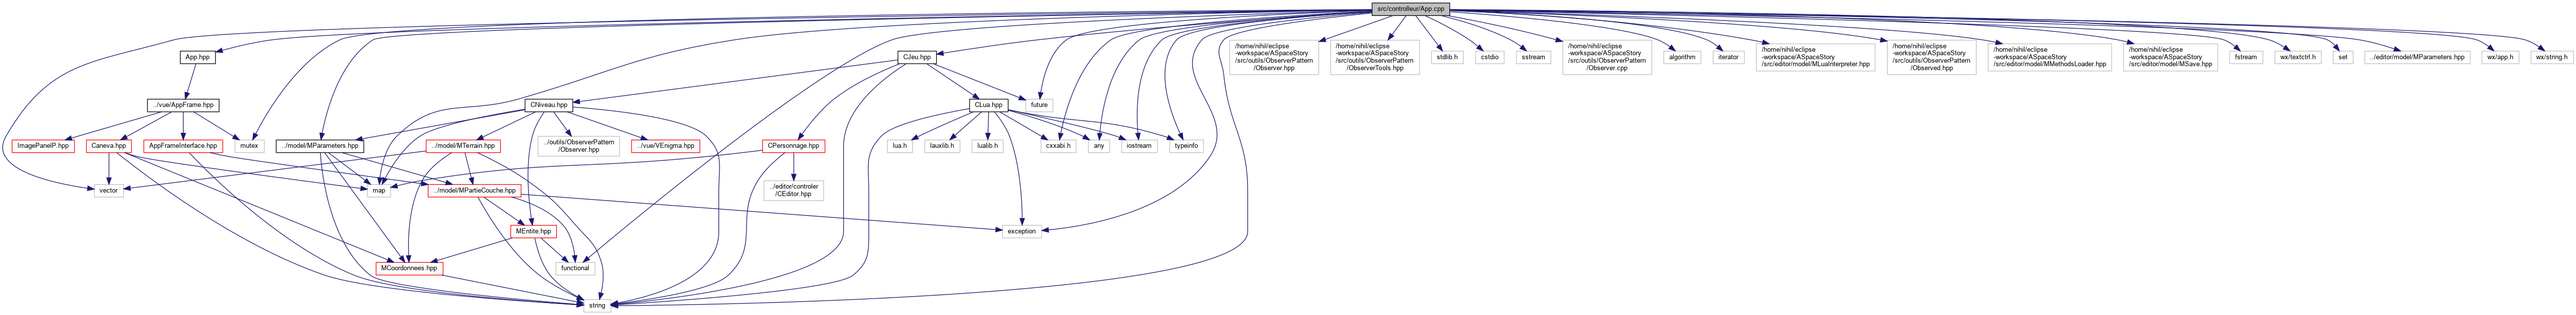 src/controlleur/App.cpp
App.hpp
CJeu.hpp
/home/nihil/eclipse
-workspace/ASpaceStory
/src/outils/ObserverPattern
/Observer.hpp
/home/nihil/eclipse
-workspace/ASpaceStory
/src/outils/ObserverPattern
/ObserverTools.hpp
stdlib.h
cstdio
sstream
/home/nihil/eclipse
-workspace/ASpaceStory
/src/outils/ObserverPattern
/Observer.cpp
algorithm
iterator
/home/nihil/eclipse
-workspace/ASpaceStory
/src/editor/model/MLuaInterpreter.hpp
/home/nihil/eclipse
-workspace/ASpaceStory
/src/outils/ObserverPattern
/Observed.hpp
/home/nihil/eclipse
-workspace/ASpaceStory
/src/editor/model/MMethodsLoader.hpp
/home/nihil/eclipse
-workspace/ASpaceStory
/src/editor/model/MSave.hpp
fstream
wx/textctrl.h
set
../editor/model/MParameters.hpp
wx/app.h
wx/string.h
../vue/AppFrame.hpp
CNiveau.hpp
CLua.hpp
future
ImagePanelP.hpp
Caneva.hpp
AppFrameInterface.hpp
mutex
../model/MParameters.hpp
../model/MTerrain.hpp
../outils/ObserverPattern
/Observer.hpp
../vue/VEnigma.hpp
CPersonnage.hpp
lua.h
lauxlib.h
lualib.h
cxxabi.h
any
iostream
typeinfo
vector
map
../model/MPartieCouche.hpp
../editor/controler
/CEditor.hpp
MEntite.hpp
exception
MCoordonnees.hpp
functional
string